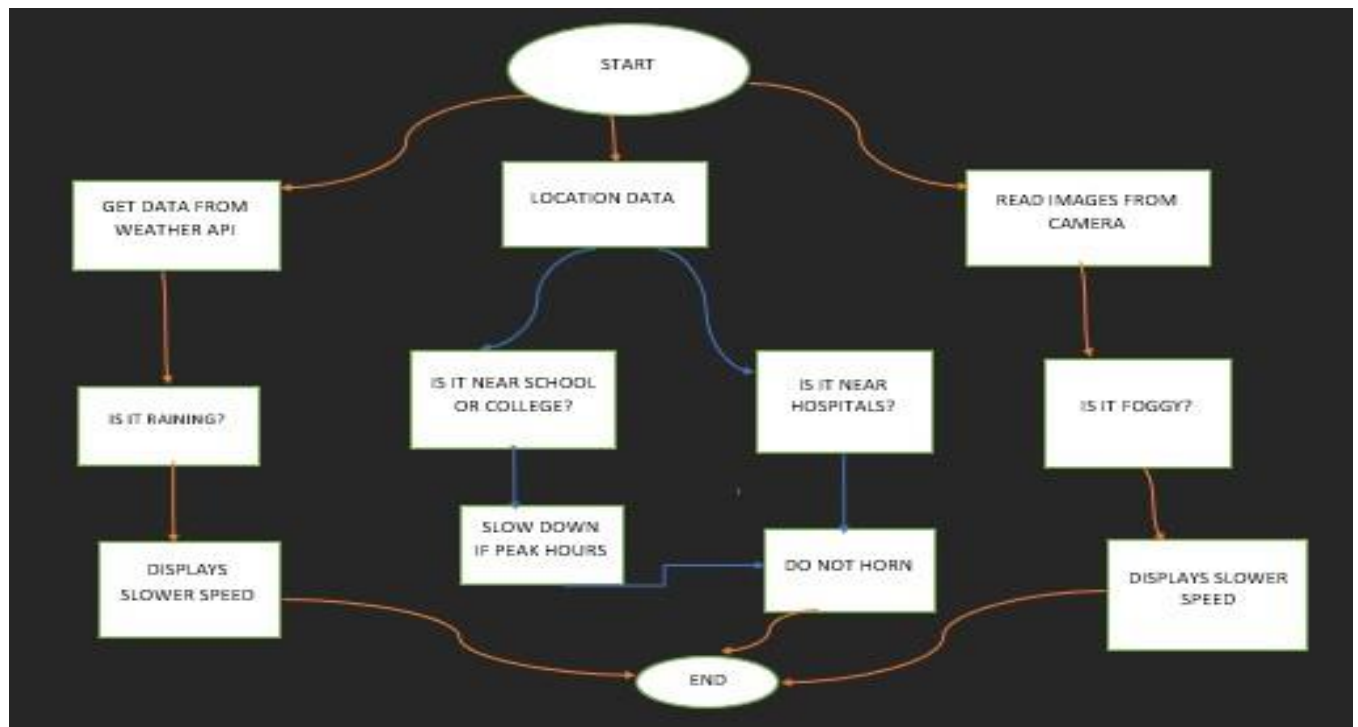 START
GET DATA FROM
WEATHER API
LOCATION DATA
READ IMAGES FROM
CAMERA
IS IT RAINING?
IS IT NEAR SCHOOL
OR COLLEGE?
IS IT NEAR
HOSPITALS?
IS IT FOGGY?
DISPLAYS
SLOWER SPEED
SLOW DOWN
IF PEAK HOURS
DO NOT HORN
DISPLAYS SLOWER
SPEED
END